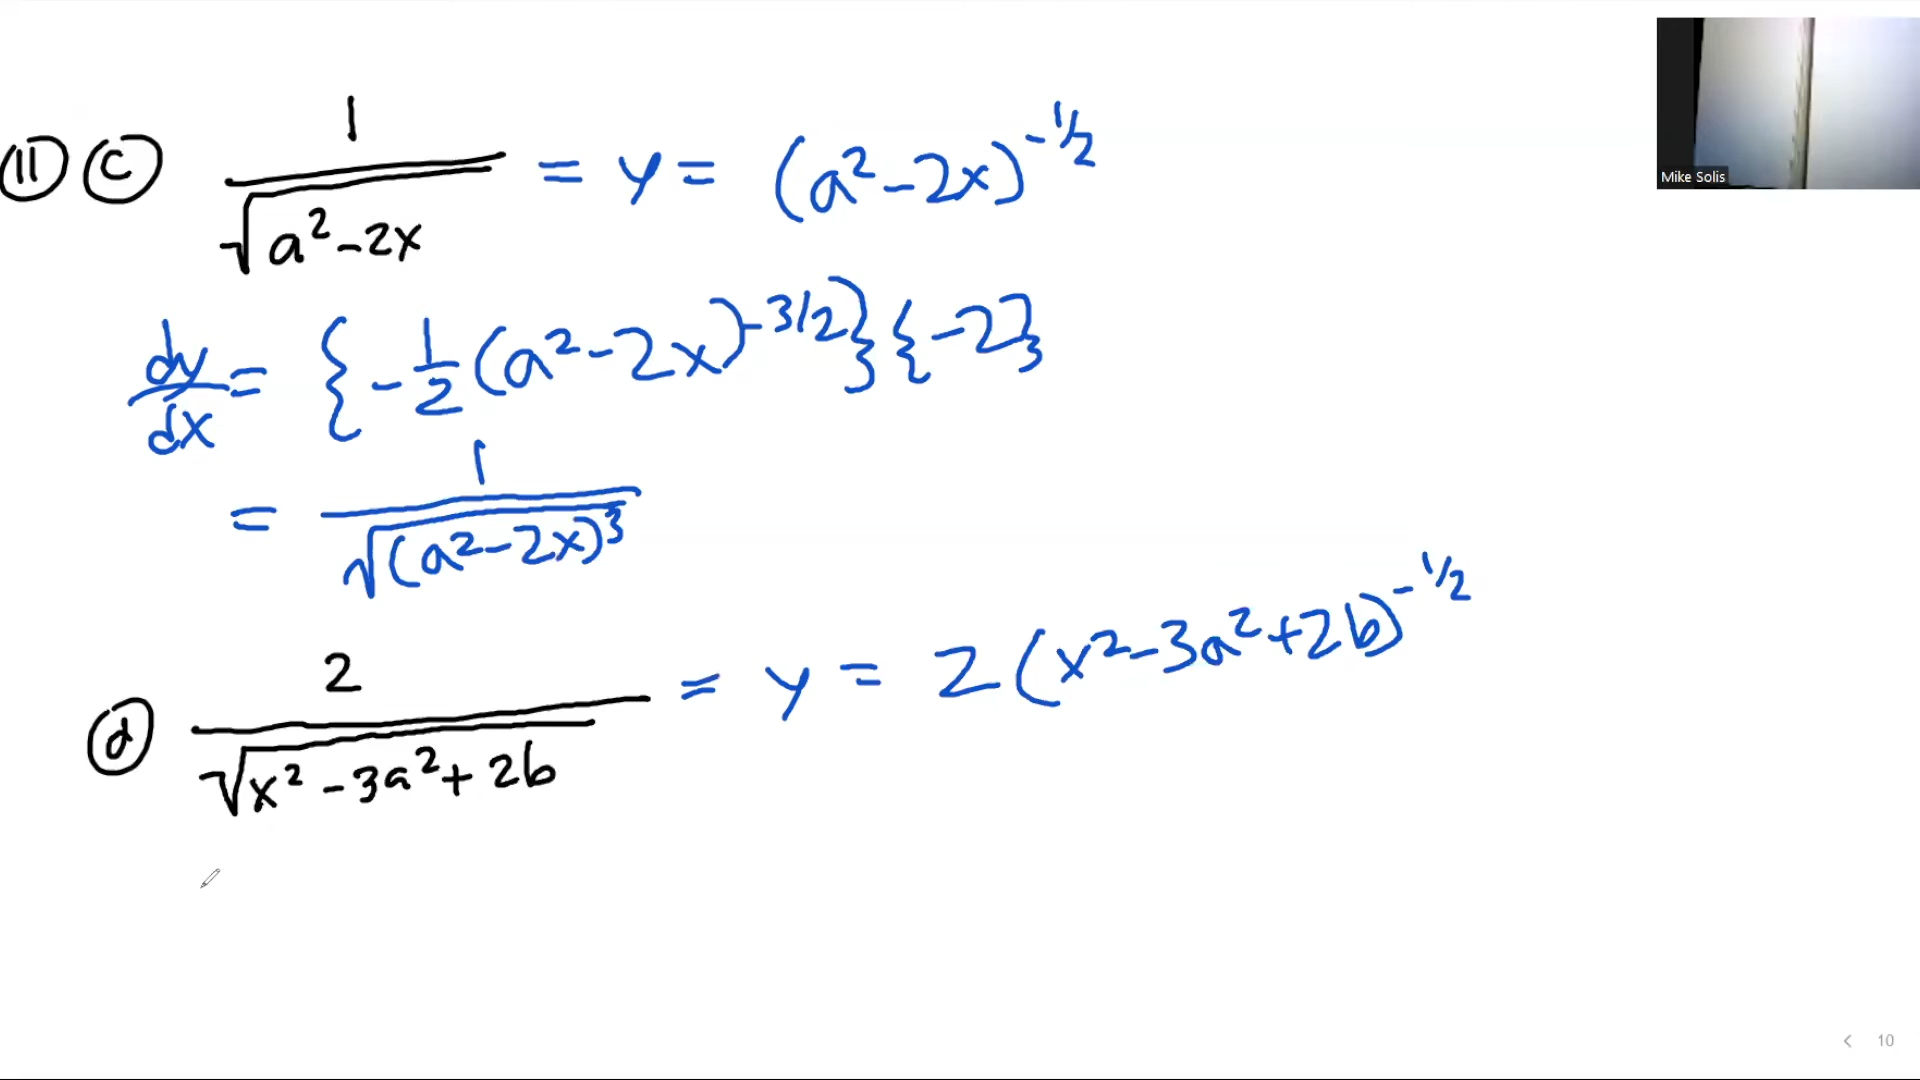 ⑪ ⓒ 1/√(a²-2x) = y = (a²-2x)^(-1/2)
dy/dx = {-1/2(a²-2x)^(-3/2)}{-2}
= 1/√((a²-2x)³)
ⓓ 2/√(x²-3a²+2b) = y = 2(x²-3a²+2b)^(-1/2)
Mike Solis
< 10